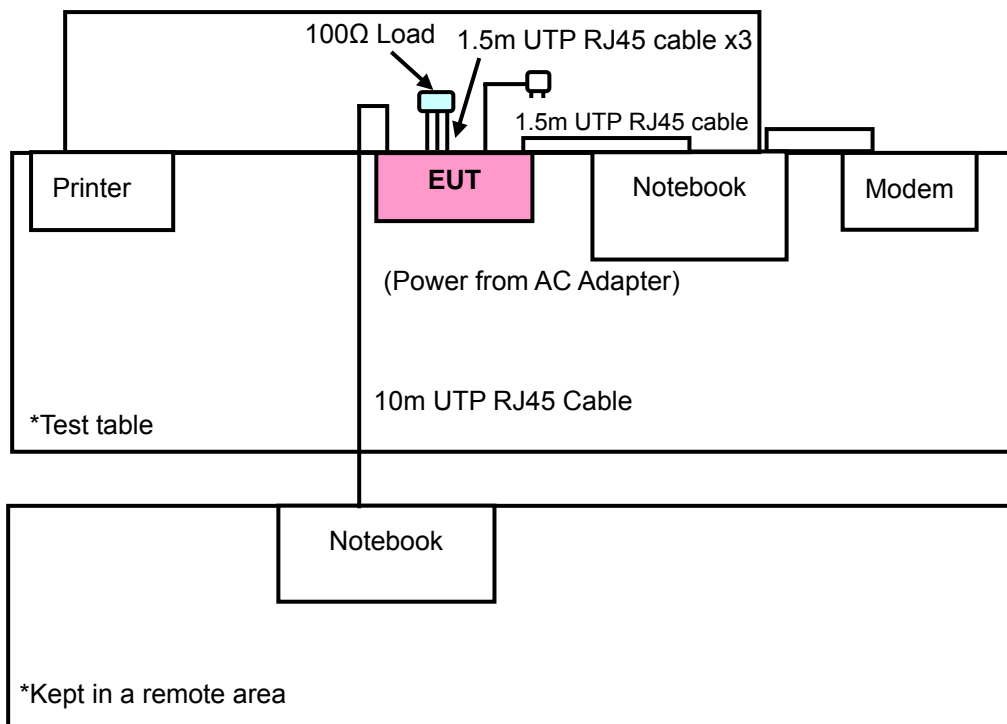 100Ω Load
1.5m UTP RJ45 cable x3
1.5m UTP RJ45 cable
Printer
EUT
Notebook
Modem
(Power from AC Adapter)
10m UTP RJ45 Cable
*Test table
Notebook
*Kept in a remote area